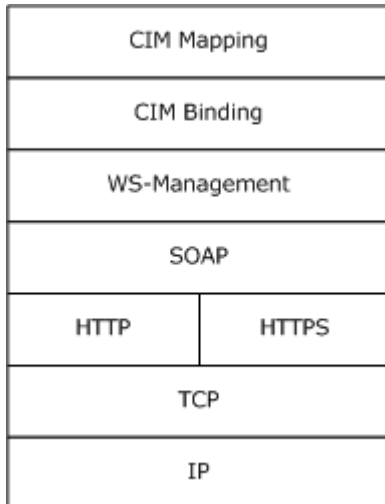 CIM Mapping
CIM Binding
WS-Management
SOAP
HTTP HTTPS
TCP
IP